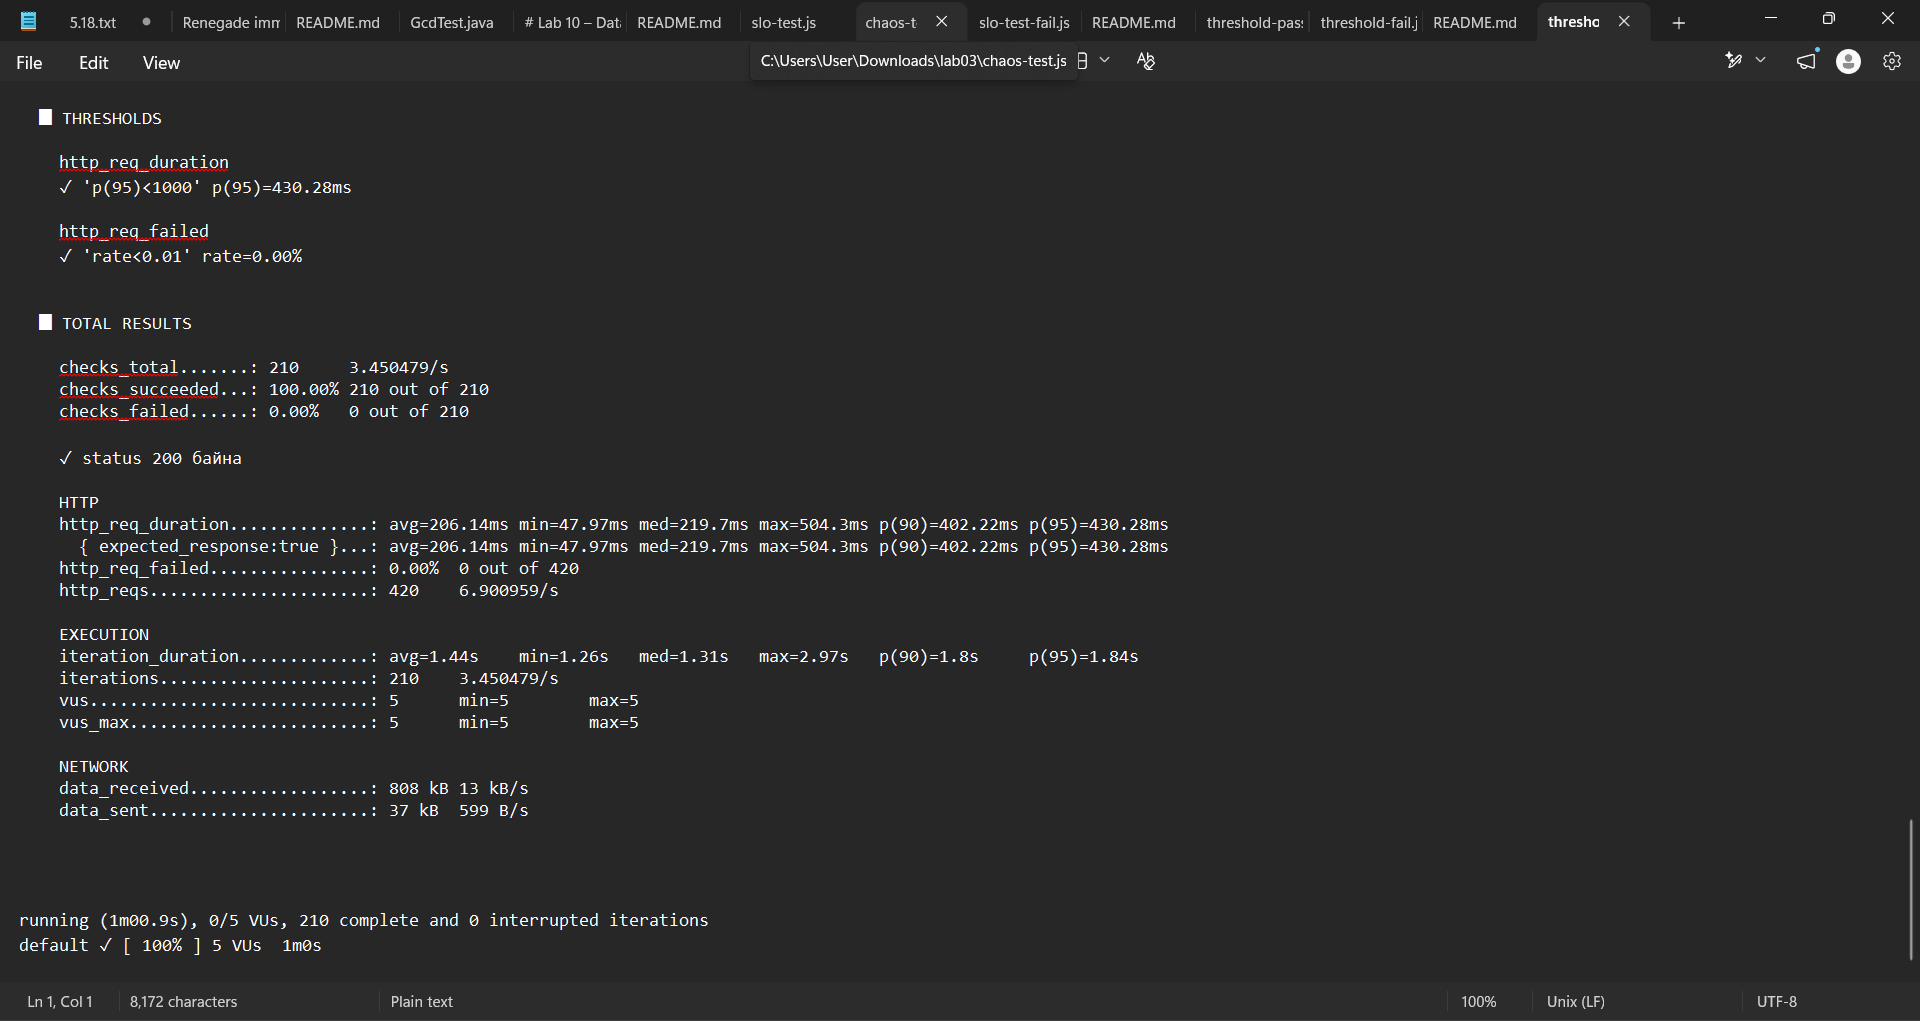 5.18.txt
Renegade imm
README.md
GcdTest.java
# Lab 10 – Dat
README.md
slo-test.js
chaos-t
slo-test-fail.js
README.md
threshold-pas
threshold-fail.j
README.md
thresho
File Edit View
C:\Users\User\Downloads\lab03\chaos-test.js
THRESHOLDS
http_req_duration
✓ 'p(95)<1000' p(95)=430.28ms
http_req_failed
✓ 'rate<0.01' rate=0.00%
TOTAL RESULTS
checks_total.......: 210 3.450479/s
checks_succeeded...: 100.00% 210 out of 210
checks_failed......: 0.00% 0 out of 210
✓ status 200 байна
HTTP
http_req_duration..............: avg=206.14ms min=47.97ms med=219.7ms max=504.3ms p(90)=402.22ms p(95)=430.28ms
{ expected_response:true }...: avg=206.14ms min=47.97ms med=219.7ms max=504.3ms p(90)=402.22ms p(95)=430.28ms
http_req_failed................: 0.00% 0 out of 420
http_reqs......................: 420 6.900959/s
EXECUTION
iteration_duration.............: avg=1.44s min=1.26s med=1.31s max=2.97s p(90)=1.8s p(95)=1.84s
iterations.....................: 210 3.450479/s
vus............................: 5 min=5 max=5
vus_max........................: 5 min=5 max=5
NETWORK
data_received..................: 808 kB 13 kB/s
data_sent......................: 37 kB 599 B/s
running (1m00.9s), 0/5 VUs, 210 complete and 0 interrupted iterations
default ✓ [ 100% ] 5 VUs 1m0s
Ln 1, Col 1
8,172 characters
Plain text
100%
Unix (LF)
UTF-8